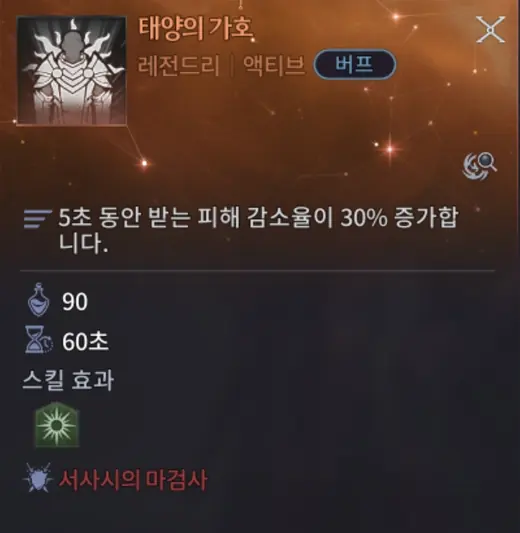 태양의 가호
레전드리 | 액티브 버프
5초 동안 받는 피해 감소율이 30% 증가합
니다.
90
60초
스킬 효과
서사시의 마검사